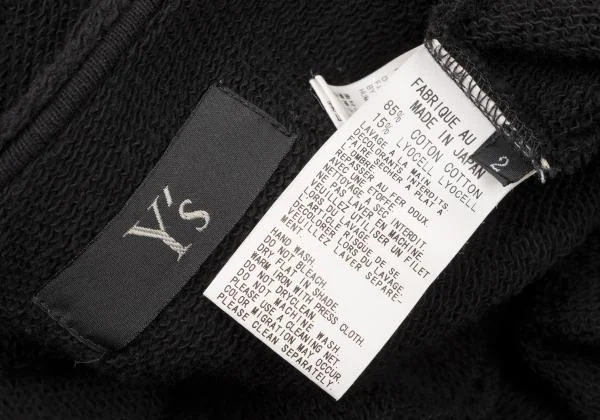 Y's
FABRIQUE AU
MADE IN JAPAN
85% COTON COTTON
15% LYOCELL LYOCELL
LAVAGE A LA MAIN.
DECOLORANTS INTERDITS
FAIRE SECHER A PLAT A
L'OMBRE
REPASSER AU FER DOUX.
AVEC UNE ETOFFE
NETTOYAGE A SEC INTERDIT.
NE PAS LAVER EN MACHINE.
VEUILLEZ UTILISER UN FILET
LORS DU LAVAGE.
DECOLORER RISQUE DE SE
LORS DU LAVAGE.
VEUILLEZ LAVER SEPARE-
MENT.
HAND WASH.
DO NOT BLEACH.
DRY FLAT IN SHADE.
WARM IRON WITH PRESS CLOTH.
DO NOT DRYCLEAN.
DO NOT MACHINE WASH.
PLEASE USE A CLEANING NET.
COLOR MIGRATION MAY OCCUR.
PLEASE CLEAN SEPARATELY.
2